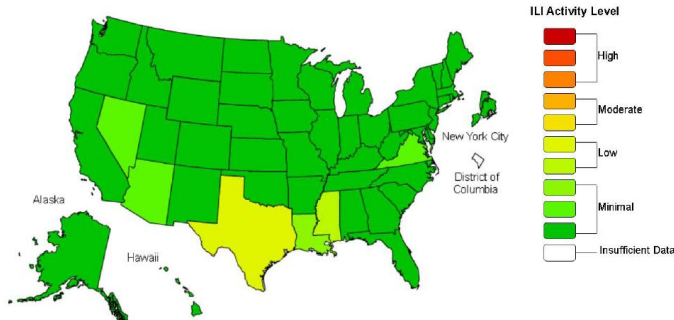 ILI Activity Level
High
Moderate
Low
Minimal
Insufficient Data
New York City
District of
Columbia
Alaska
Hawaii